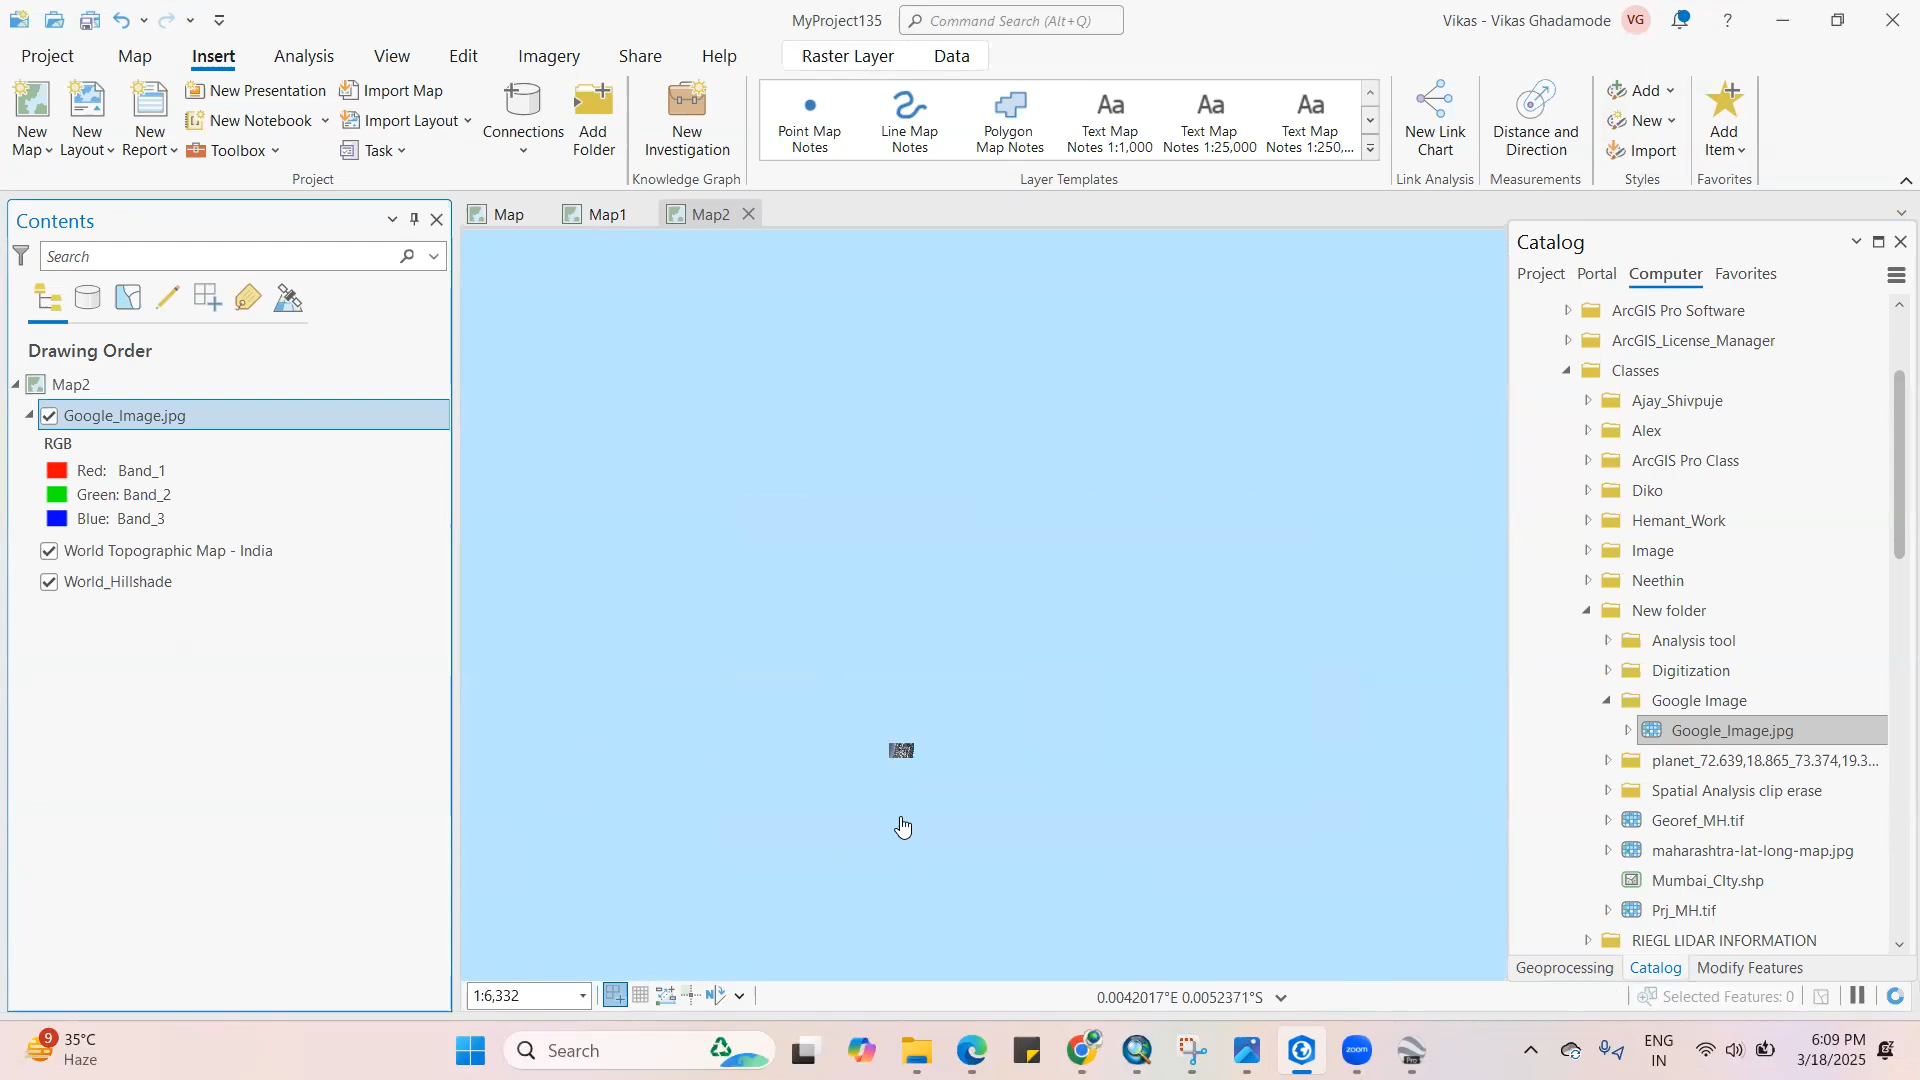 MyProject135
Command Search (Alt+Q)
Vikas - Vikas Ghadamode
VG
?
Project
Map
Insert
Analysis
View
Edit
Imagery
Share
Help
Raster Layer
Data
New
Map
New
Layout
New
Report
New Presentation
New Notebook
Toolbox
Import Map
Import Layout
Task
Connections
Add
Folder
New
Investigation
Point Map
Notes
Line Map
Notes
Polygon
Map Notes
Aa
Text Map
Notes 1:1,000
Aa
Text Map
Notes 1:25,000
Aa
Text Map
Notes 1:250,...
New Link
Chart
Distance and
Direction
Add
New
Import
Add
Item
Project
Knowledge Graph
Layer Templates
Link Analysis
Measurements
Styles
Favorites
Contents
Search
Drawing Order
Map2
Google_Image.jpg
RGB
Red: Band_1
Green: Band_2
Blue: Band_3
World Topographic Map - India
World_Hillshade
Map
Map1
Map2
1:6,332
0.0042017°E 0.0052371°S
Catalog
Project
Portal
Computer
Favorites
ArcGIS Pro Software
ArcGIS_License_Manager
Classes
Ajay_Shivpuje
Alex
ArcGIS Pro Class
Diko
Hemant_Work
Image
Neethin
New folder
Analysis tool
Digitization
Google Image
Google_Image.jpg
planet_72.639,18.865_73.374,19.3...
Spatial Analysis clip erase
Georef_MH.tif
maharashtra-lat-long-map.jpg
Mumbai_CIty.shp
Prj_MH.tif
RIEGL LIDAR INFORMATION
Geoprocessing
Catalog
Modify Features
Selected Features: 0
9
35°C
Haze
Search
zoom
Pro
ENG
IN
6:09 PM
3/18/2025